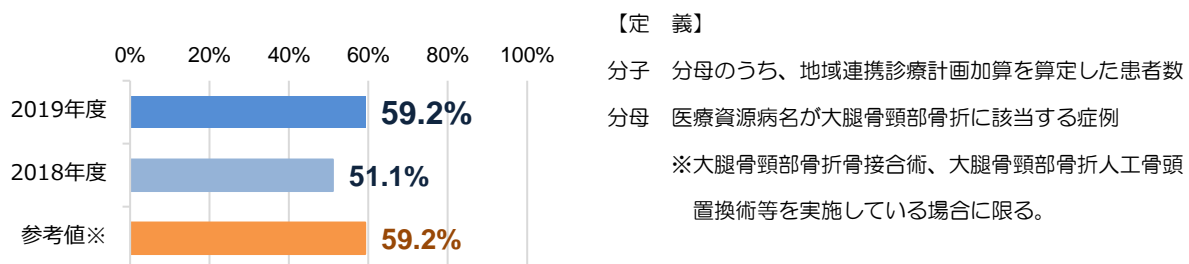 0% 20% 40% 60% 80% 100%
2019年度 59.2%
2018年度 51.1%
参考値※ 59.2%
【定　義】
分子　分母のうち、地域連携診療計画加算を算定した患者数
分母　医療資源病名が大腿骨頸部骨折に該当する症例
※大腿骨頸部骨折骨接合術、大腿骨頸部骨折人工骨頭
置換術等を実施している場合に限る。